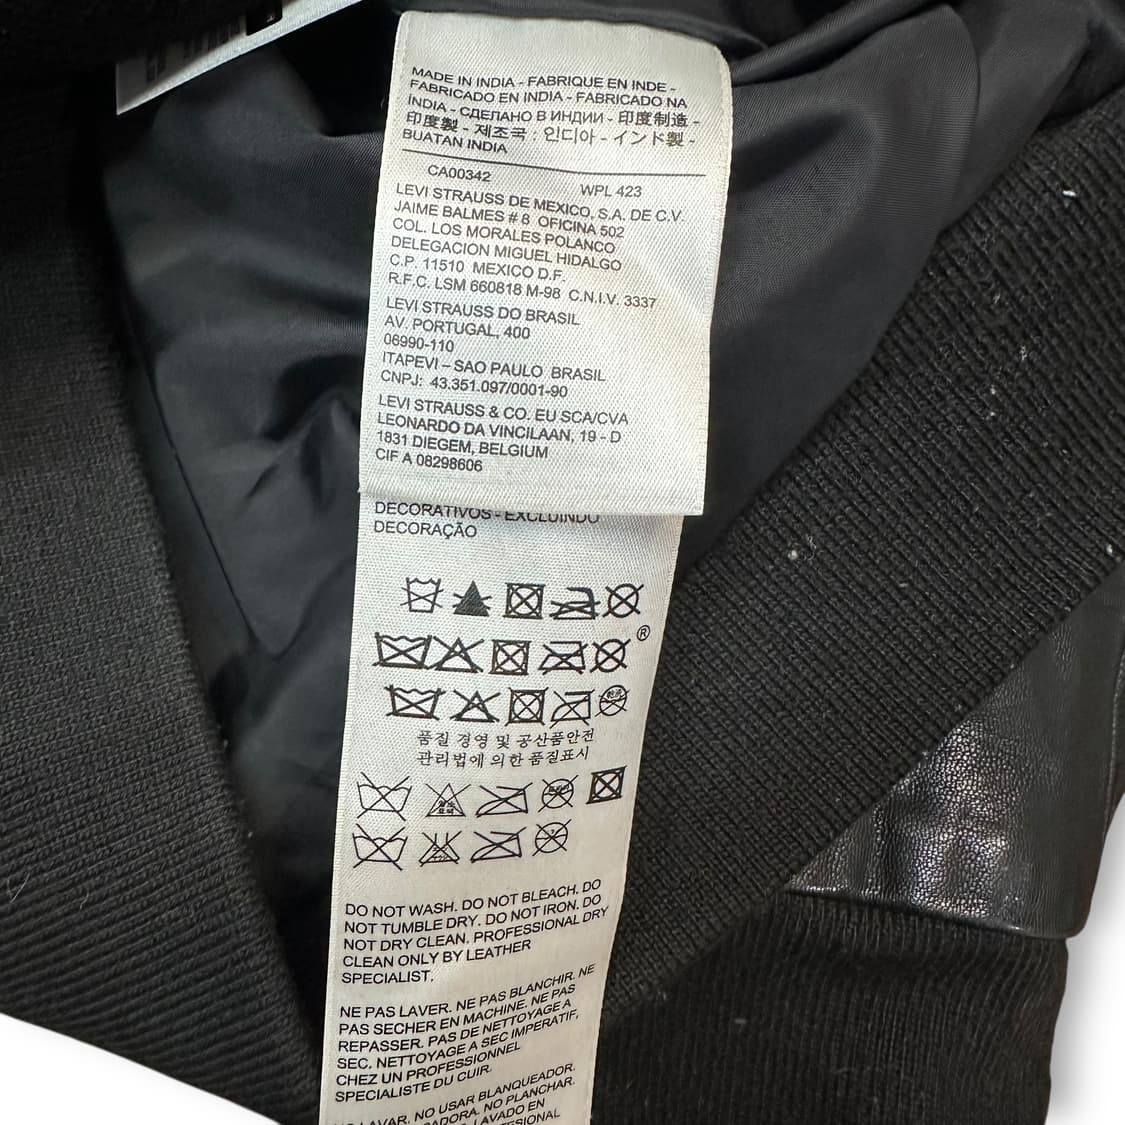 MADE IN INDIA - FABRIQUE EN INDE -
FABRICADO EN INDIA - FABRICADO NA
ÍNDIA - СДЕЛАНО В ИНДИИ - 印度制造 -
印度製 - 제조국 : 인디아 - インド製 -
BUATAN INDIA
CA00342 WPL 423
LEVI STRAUSS DE MEXICO, S.A. DE C.V.
JAIME BALMES # 8 OFICINA 502
COL. LOS MORALES POLANCO
DELEGACION MIGUEL HIDALGO
C.P. 11510 MEXICO D.F.
R.F.C. LSM 660818 M-98 C.N.I.V. 3337
LEVI STRAUSS DO BRASIL
AV. PORTUGAL, 400
06990-110
ITAPEVI – SAO PAULO BRASIL
CNPJ: 43.351.097/0001-90
LEVI STRAUSS & CO. EU SCA/CVA
LEONARDO DA VINCILAAN, 19 - D
1831 DIEGEM, BELGIUM
CIF A 08298606
DECORATIVOS - EXCLUINDO
DECORAÇÃO
®
품질 경영 및 공산품안전
관리법에 의한 품질표시
DO NOT WASH. DO NOT BLEACH. DO
NOT TUMBLE DRY. DO NOT IRON. DO
NOT DRY CLEAN. PROFESSIONAL DRY
CLEAN ONLY BY LEATHER
SPECIALIST.
NE PAS LAVER. NE PAS BLANCHIR. NE
PAS SECHER EN MACHINE. NE PAS
REPASSER. PAS DE NETTOYAGE A
SEC. NETTOYAGE A SEC IMPERATIF,
CHEZ UN PROFESSIONNEL
SPECIALISTE DU CUIR.
LAVAR. NO USAR BLANQUEADOR.
NO PLANCHAR.
LAVADO EN